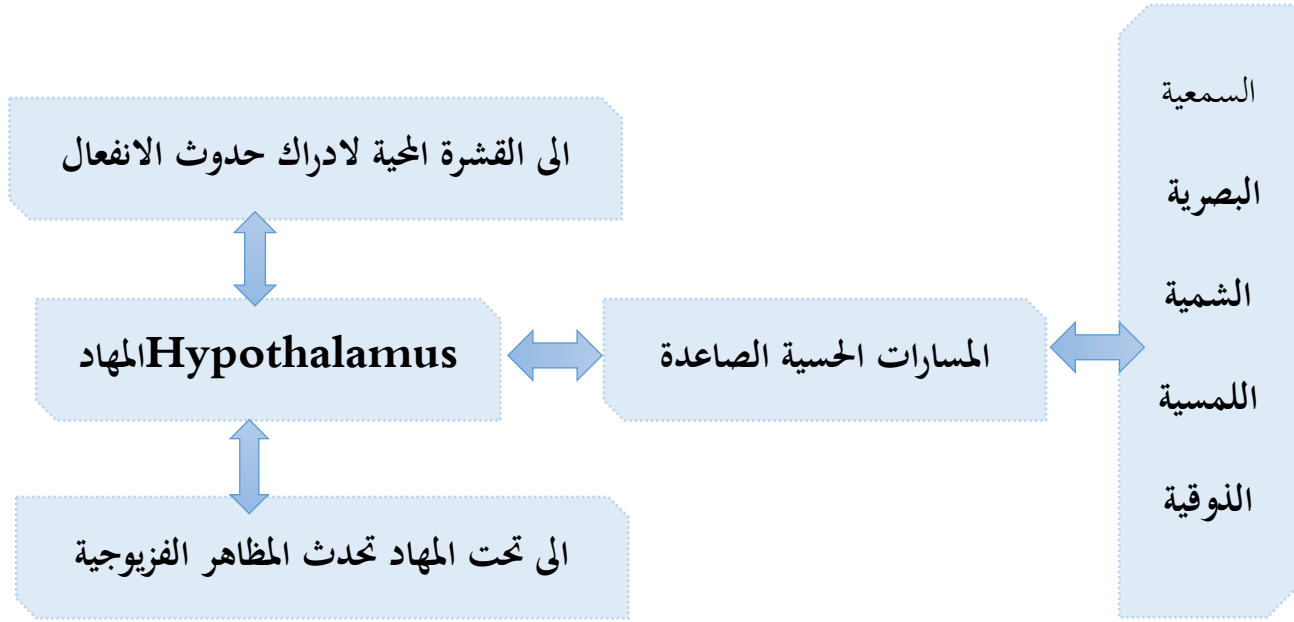 السمعية
البصرية
الشمية
اللمسية
الذوقية
المسارات الحسية الصاعدة
المهادHypothalamus
الى القشرة المخية لادراك حدوث الانفعال
الى تحت المهاد تحدث المظاهر الفزيوجية